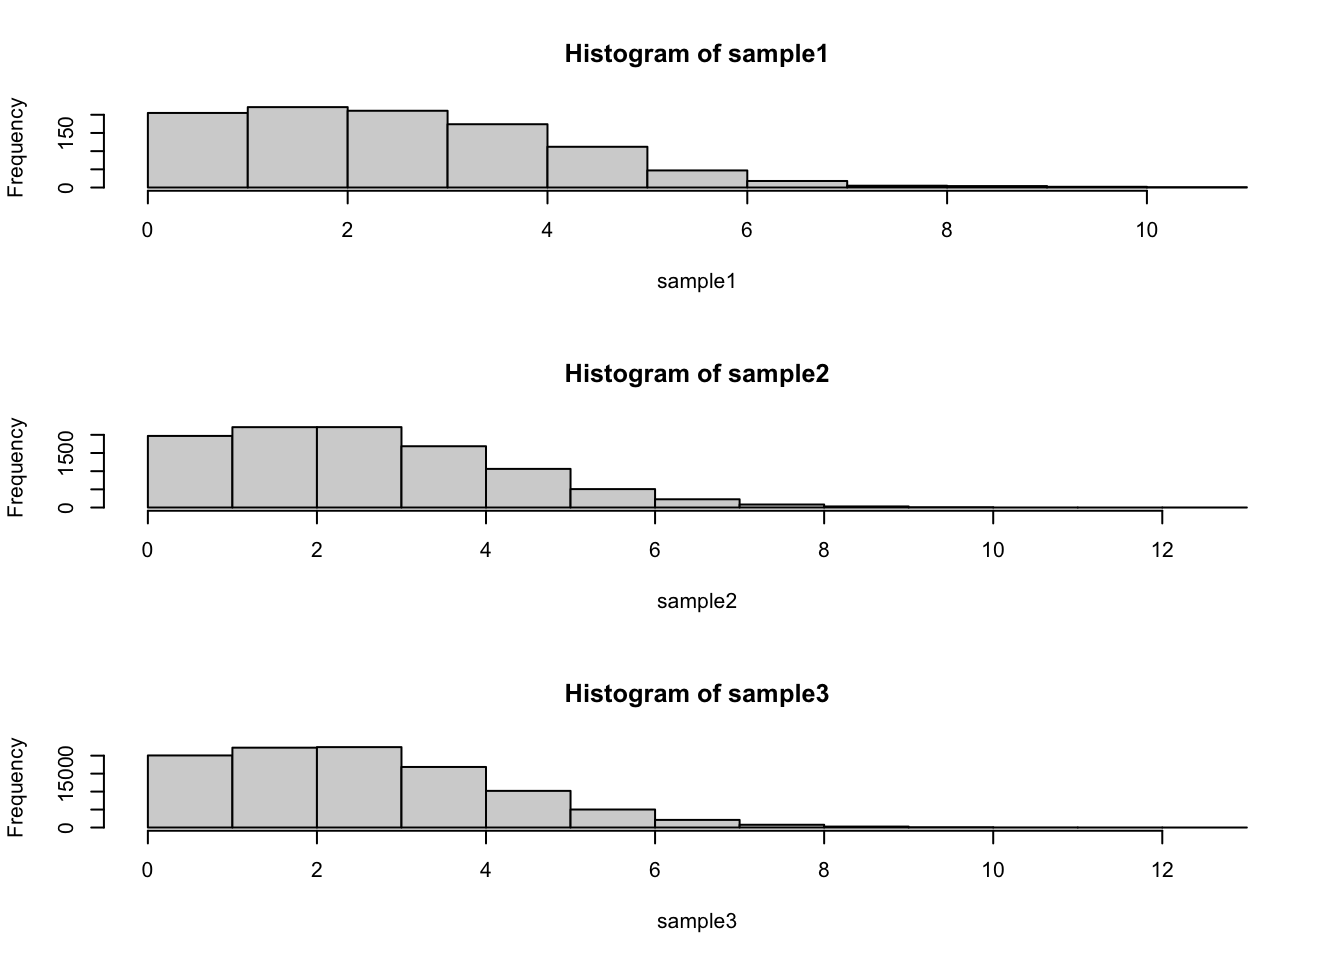 Histogram of sample1
Frequency
150
0
0 2 4 6 8 10
sample1
Histogram of sample2
Frequency
1500
0
0 2 4 6 8 10 12
sample2
Histogram of sample3
Frequency
15000
0
0 2 4 6 8 10 12
sample3